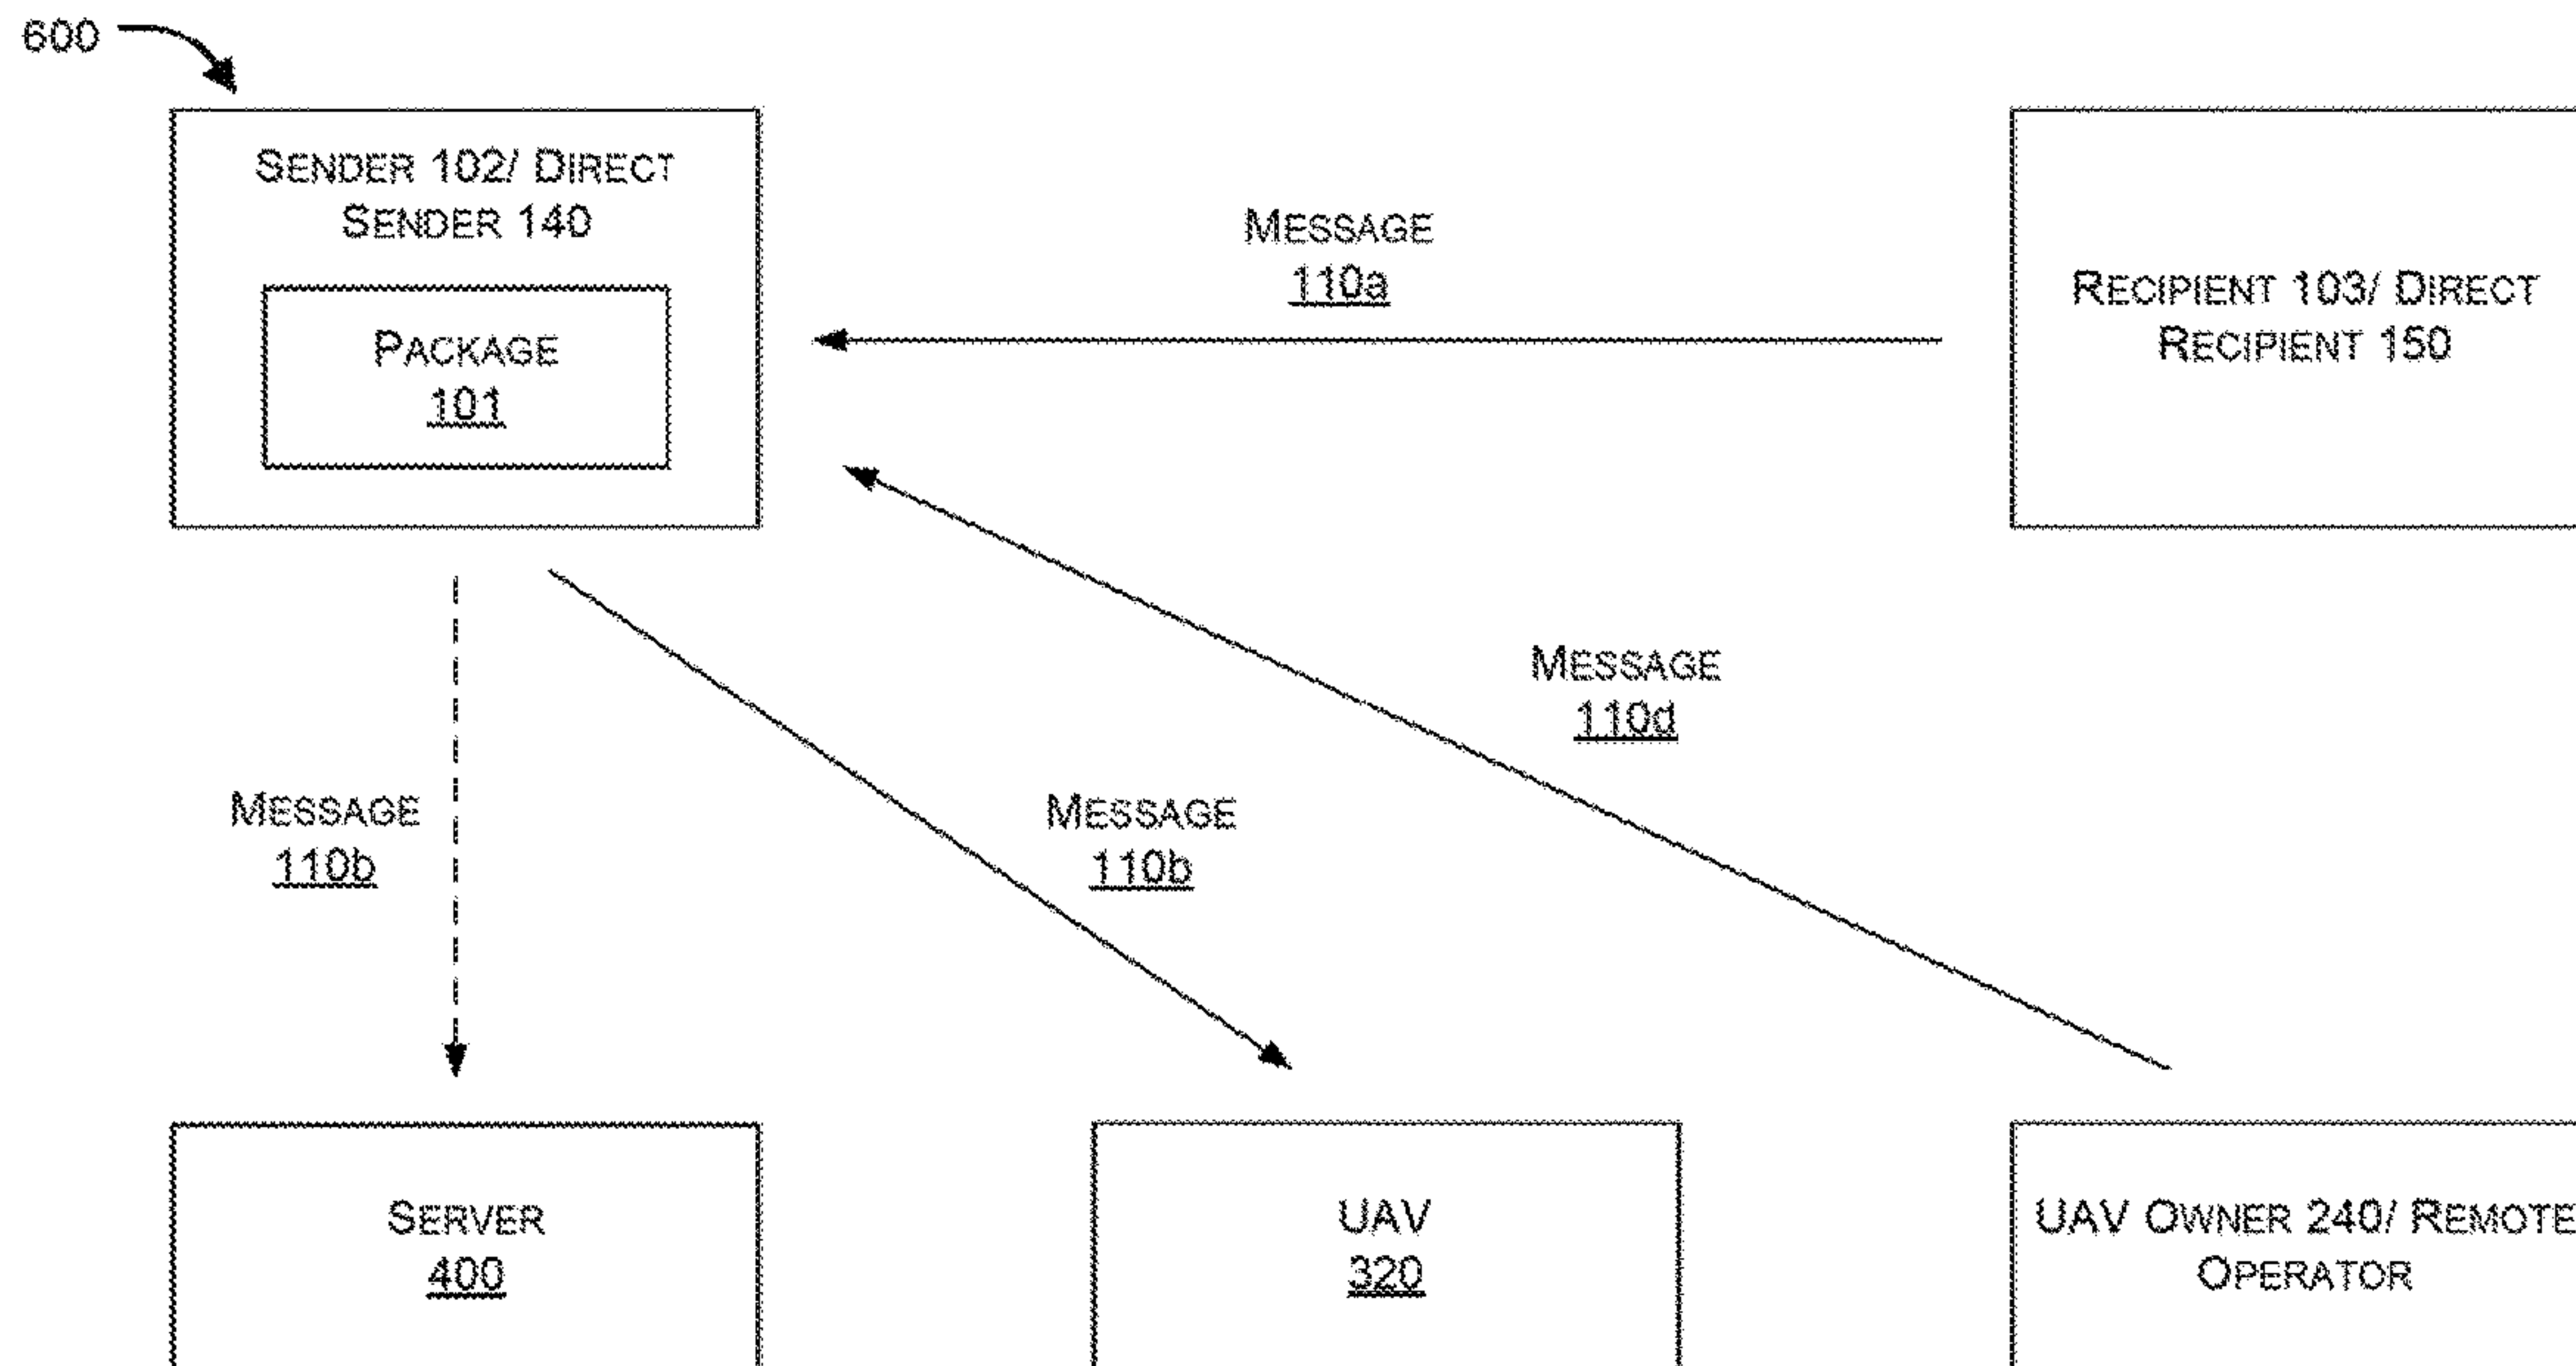 600
SENDER 102/ DIRECT
SENDER 140
PACKAGE
101
MESSAGE
110a
RECIPIENT 103/ DIRECT
RECIPIENT 150
MESSAGE
110d
MESSAGE
110b
MESSAGE
110b
SERVER
400
UAV
320
UAV OWNER 240/ REMOTE
OPERATOR